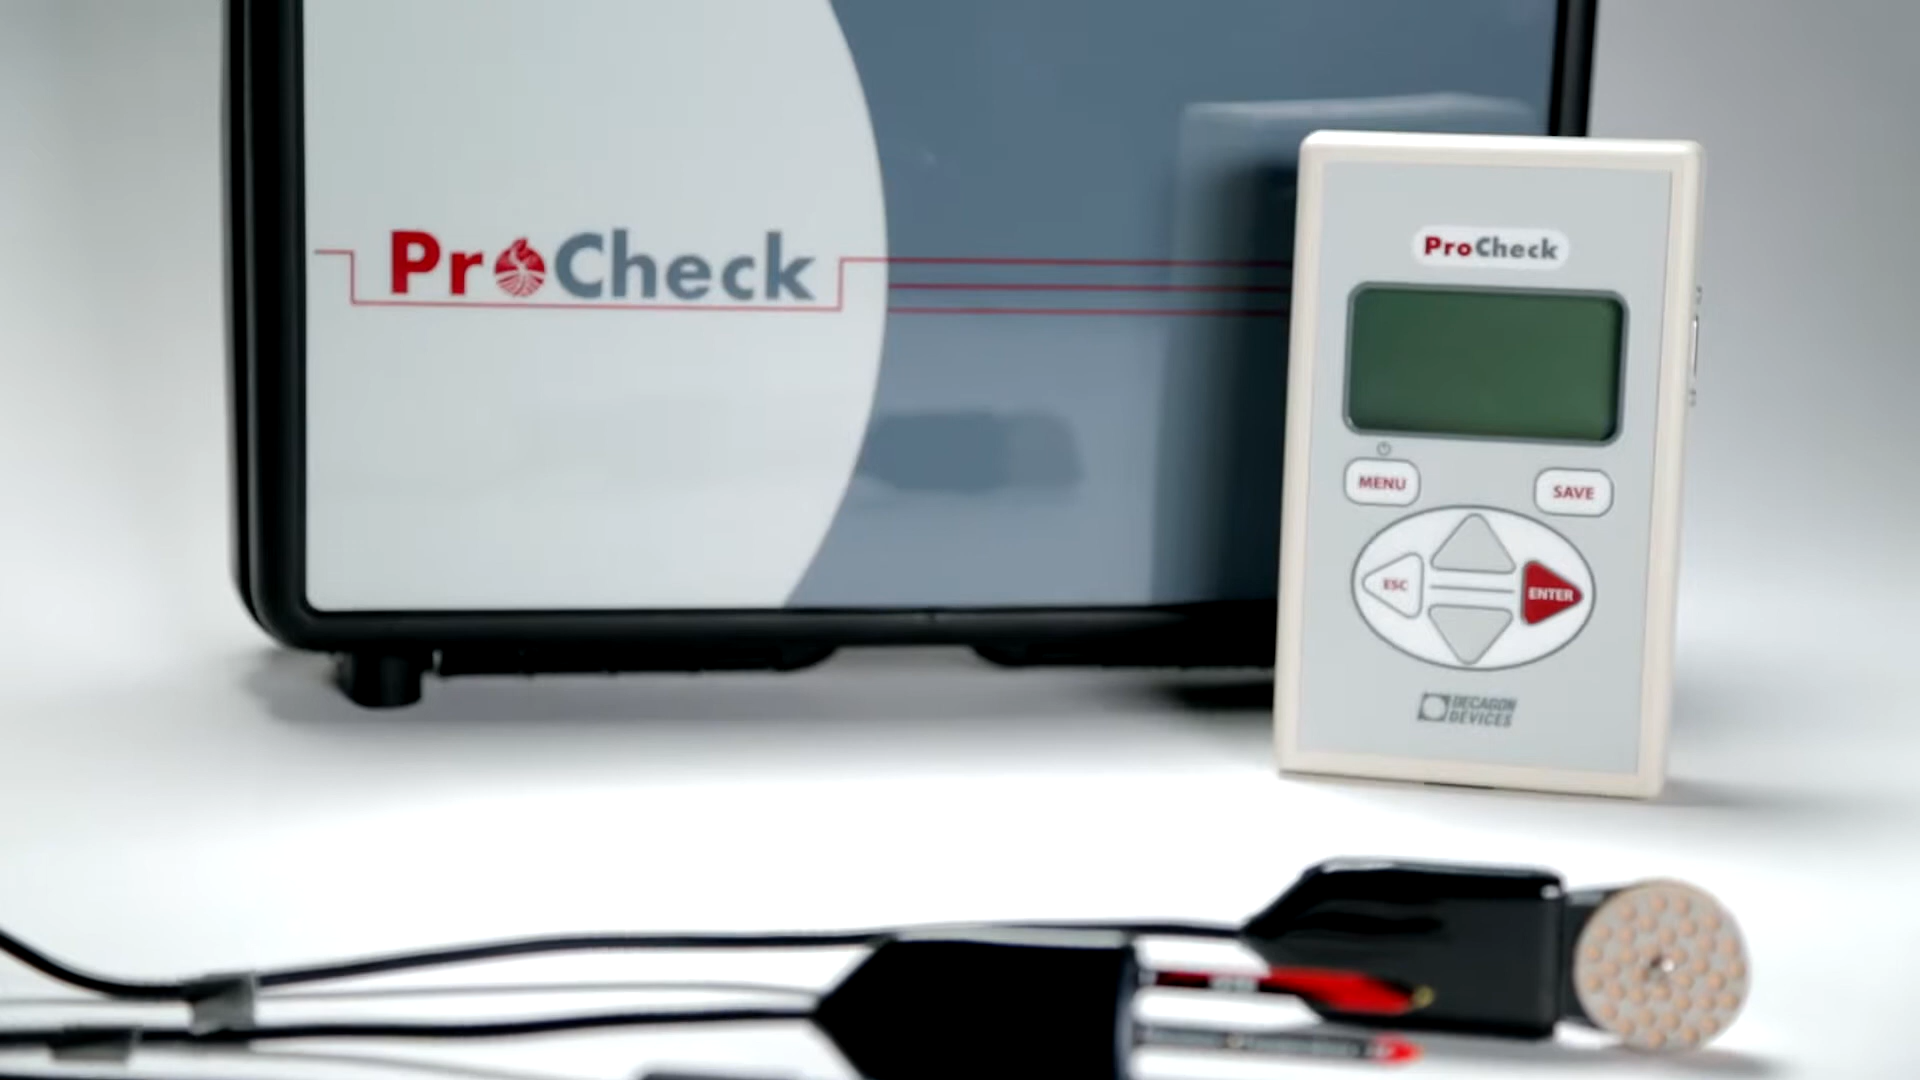 ProCheck
ProCheck
MENU
SAVE
ESC
ENTER
DECAGON
DEVICES